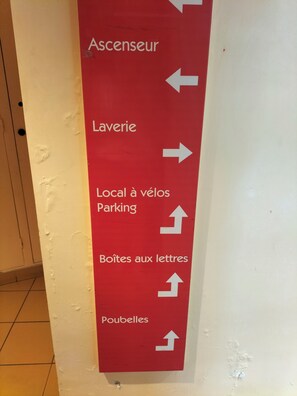 Ascenseur
Laverie
Local à vélos
Parking
Boîtes aux lettres
Poubelles